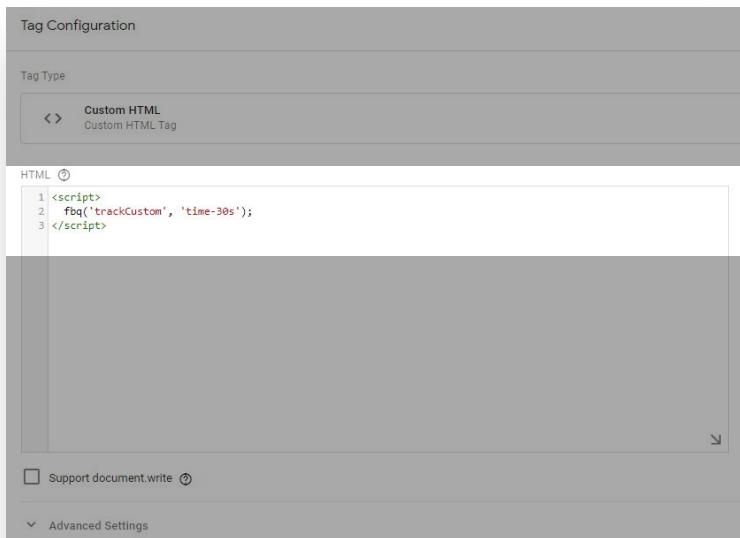 Tag Configuration
Tag Type
Custom HTML
Custom HTML Tag
HTML
1 <script>
2 fbq('trackCustom', 'time-30s');
3 </script>
Support document.write
Advanced Settings